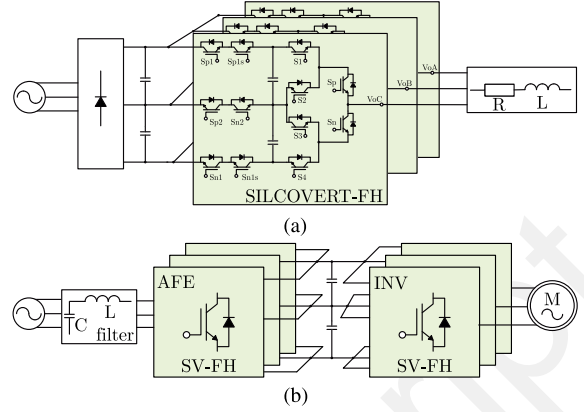 VoA
VoB
VoC
Sp1 Sp1s S1
Sp
S2
R L
Sp2 Sn2
S3
Sn
Sn1 Sn1s S4
SILCOVERT-FH
(a)
AFE INV
L
C
filter
M
SV-FH SV-FH
(b)